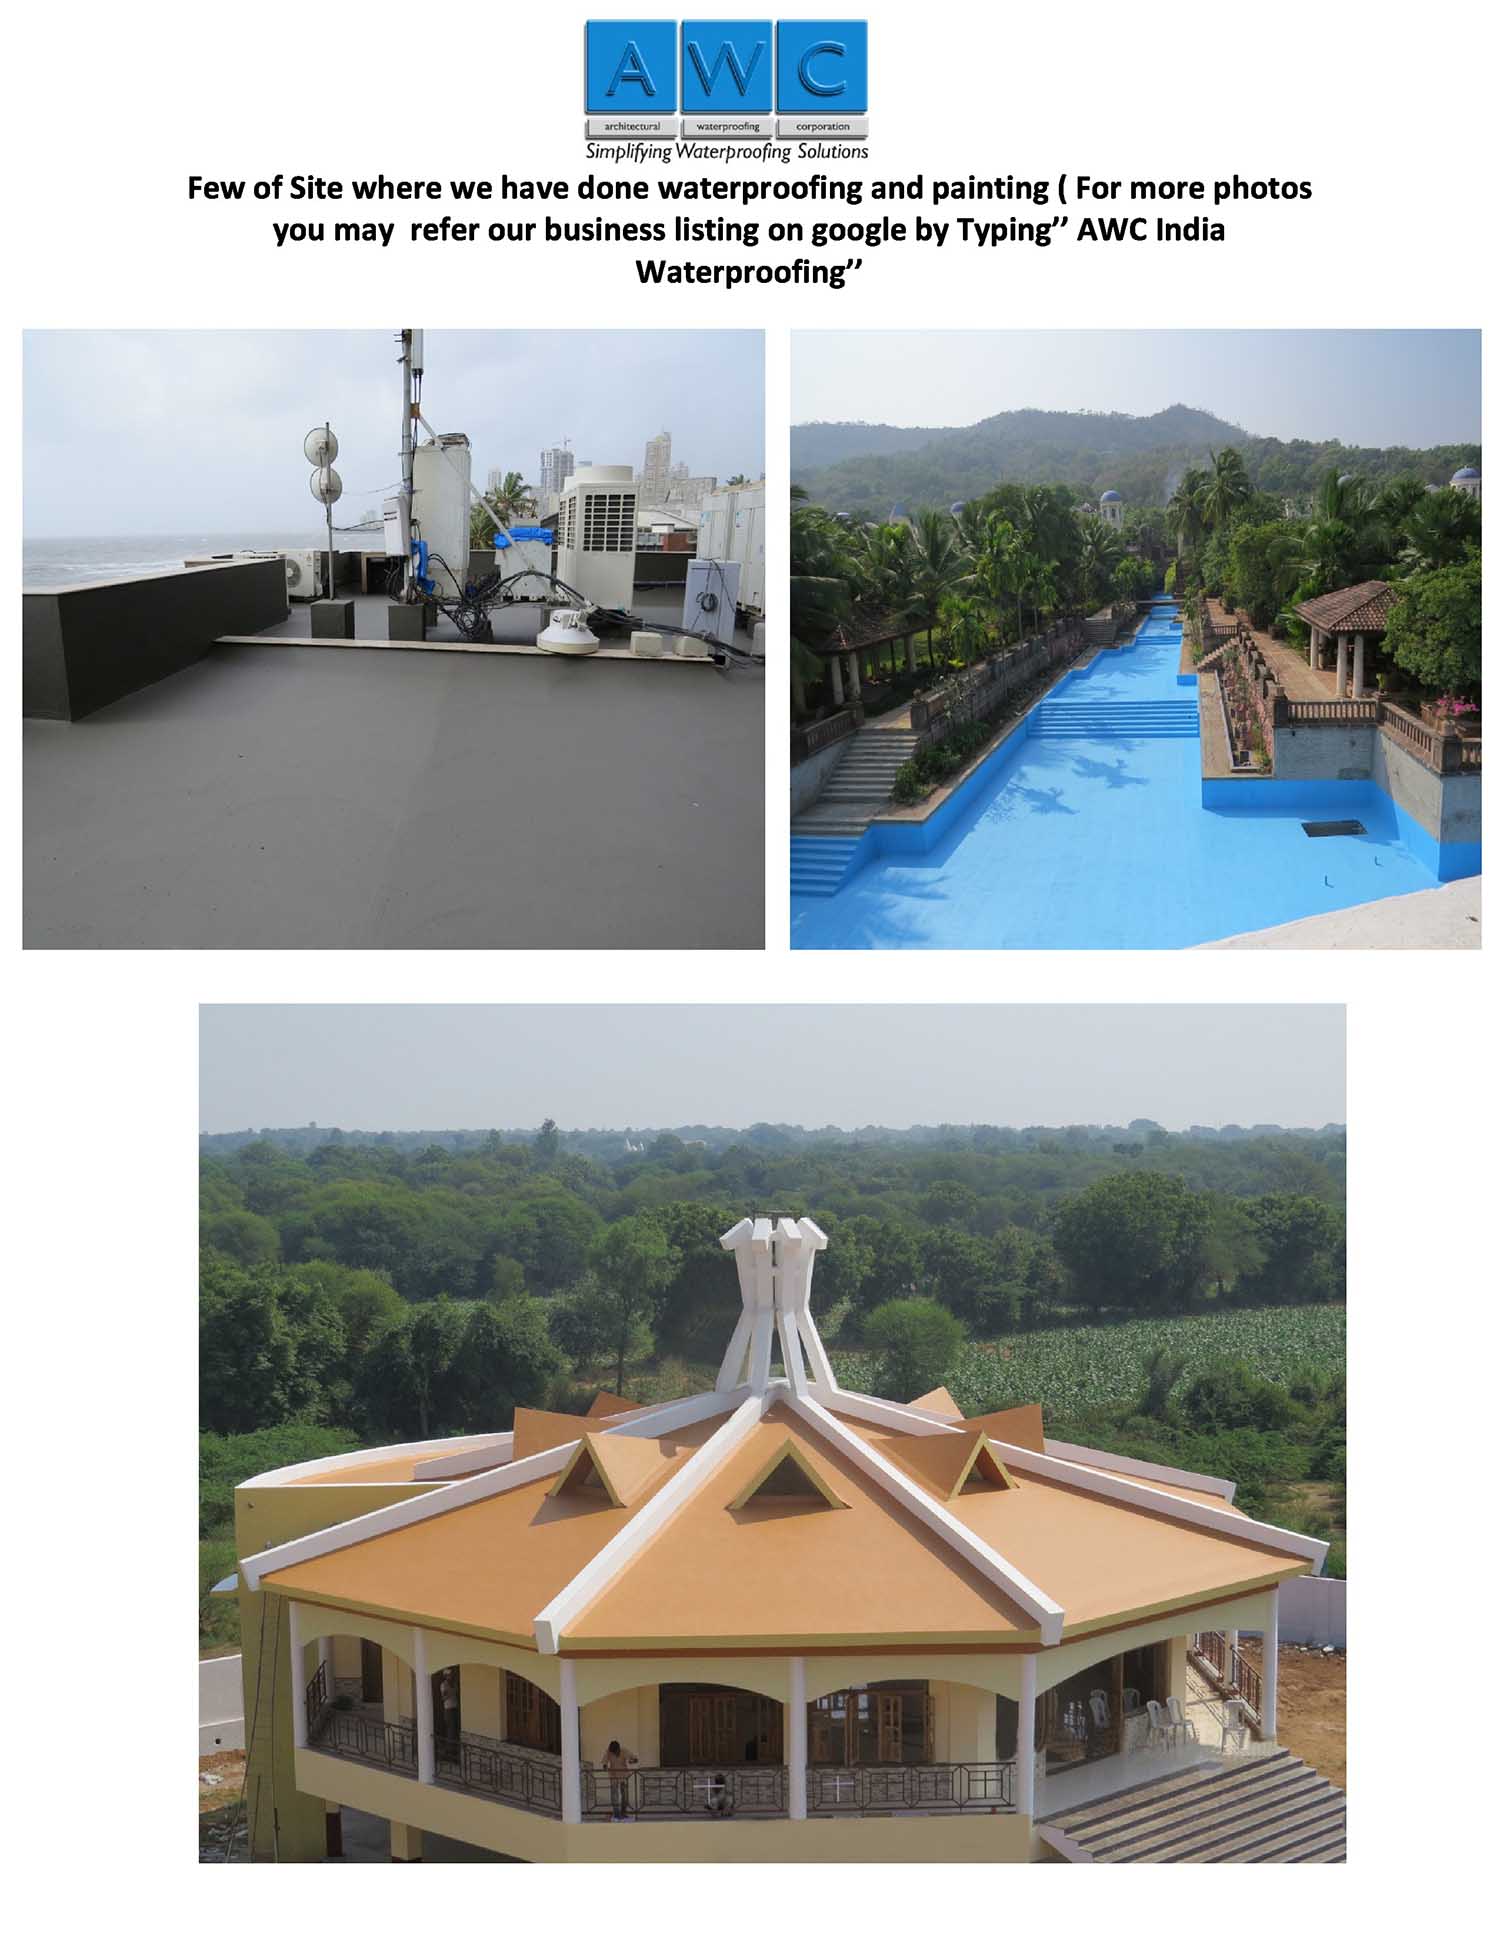 A W C
architectural waterproofing corporation
Simplifying Waterproofing Solutions
Few of Site where we have done waterproofing and painting ( For more photos
you may  refer our business listing on google by Typing’’ AWC India
Waterproofing’’